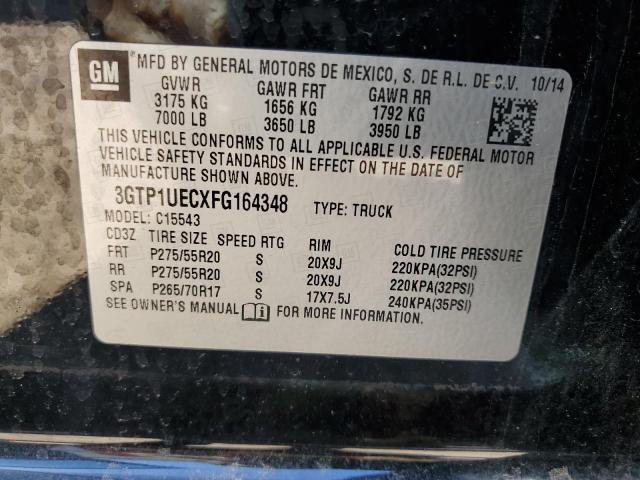 GM
®MFD BY GENERAL MOTORS DE MEXICO, S. DE R.L. DE C.V. 10/14
GVWR GAWR FRT GAWR RR
3175 KG 1656 KG 1792 KG
7000 LB 3650 LB 3950 LB
THIS VEHICLE CONFORMS TO ALL APPLICABLE U.S. FEDERAL MOTOR
VEHICLE SAFETY STANDARDS IN EFFECT ON THE DATE OF
MANUFACTURE SHOWN ABOVE.
3GTP1UECXFG164348 TYPE: TRUCK
MODEL: C15543
CD3Z TIRE SIZE SPEED RTG RIM COLD TIRE PRESSURE
FRT P275/55R20 S 20X9J 220KPA(32PSI)
RR P275/55R20 S 20X9J 220KPA(32PSI)
SPA P265/70R17 S 17X7.5J 240KPA(35PSI)
SEE OWNER'S MANUAL FOR MORE INFORMATION.